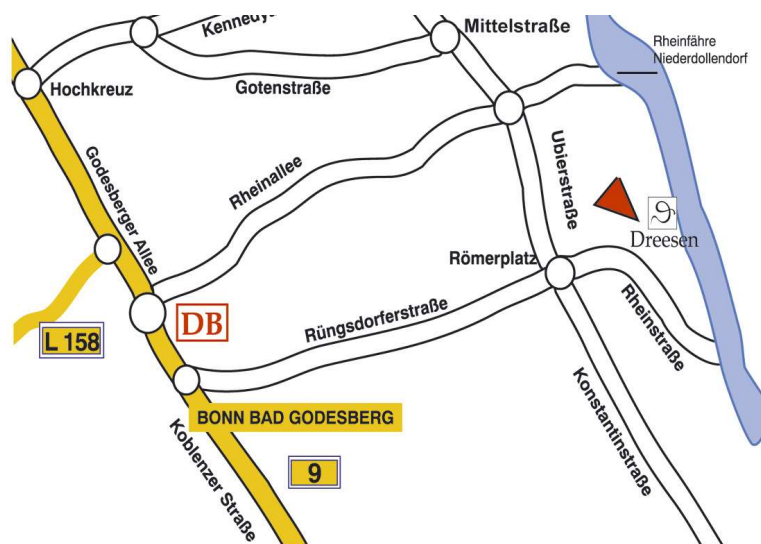 Kennedy
Mittelstraße
Rheinfähre
Niederdollendorf
Hochkreuz
Gotenstraße
Godesberger Allee
Rheinallee
Ubierstraße
Dreesen
Römerplatz
DB
L 158
Rüngsdorferstraße
Rheinstraße
BONN BAD GODESBERG
Koblenzer Straße
Konstantinstraße
9